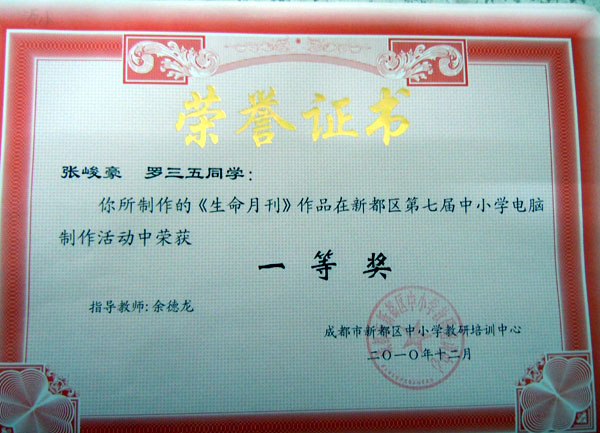 荣誉证书
张峻豪 罗三五同学:
你所制作的《生命月刊》作品在新都区第七届中小学电脑
制作活动中荣获
一等奖
指导教师:余德龙
成都市新都区中小学教研培训中心
二〇一〇年十二月